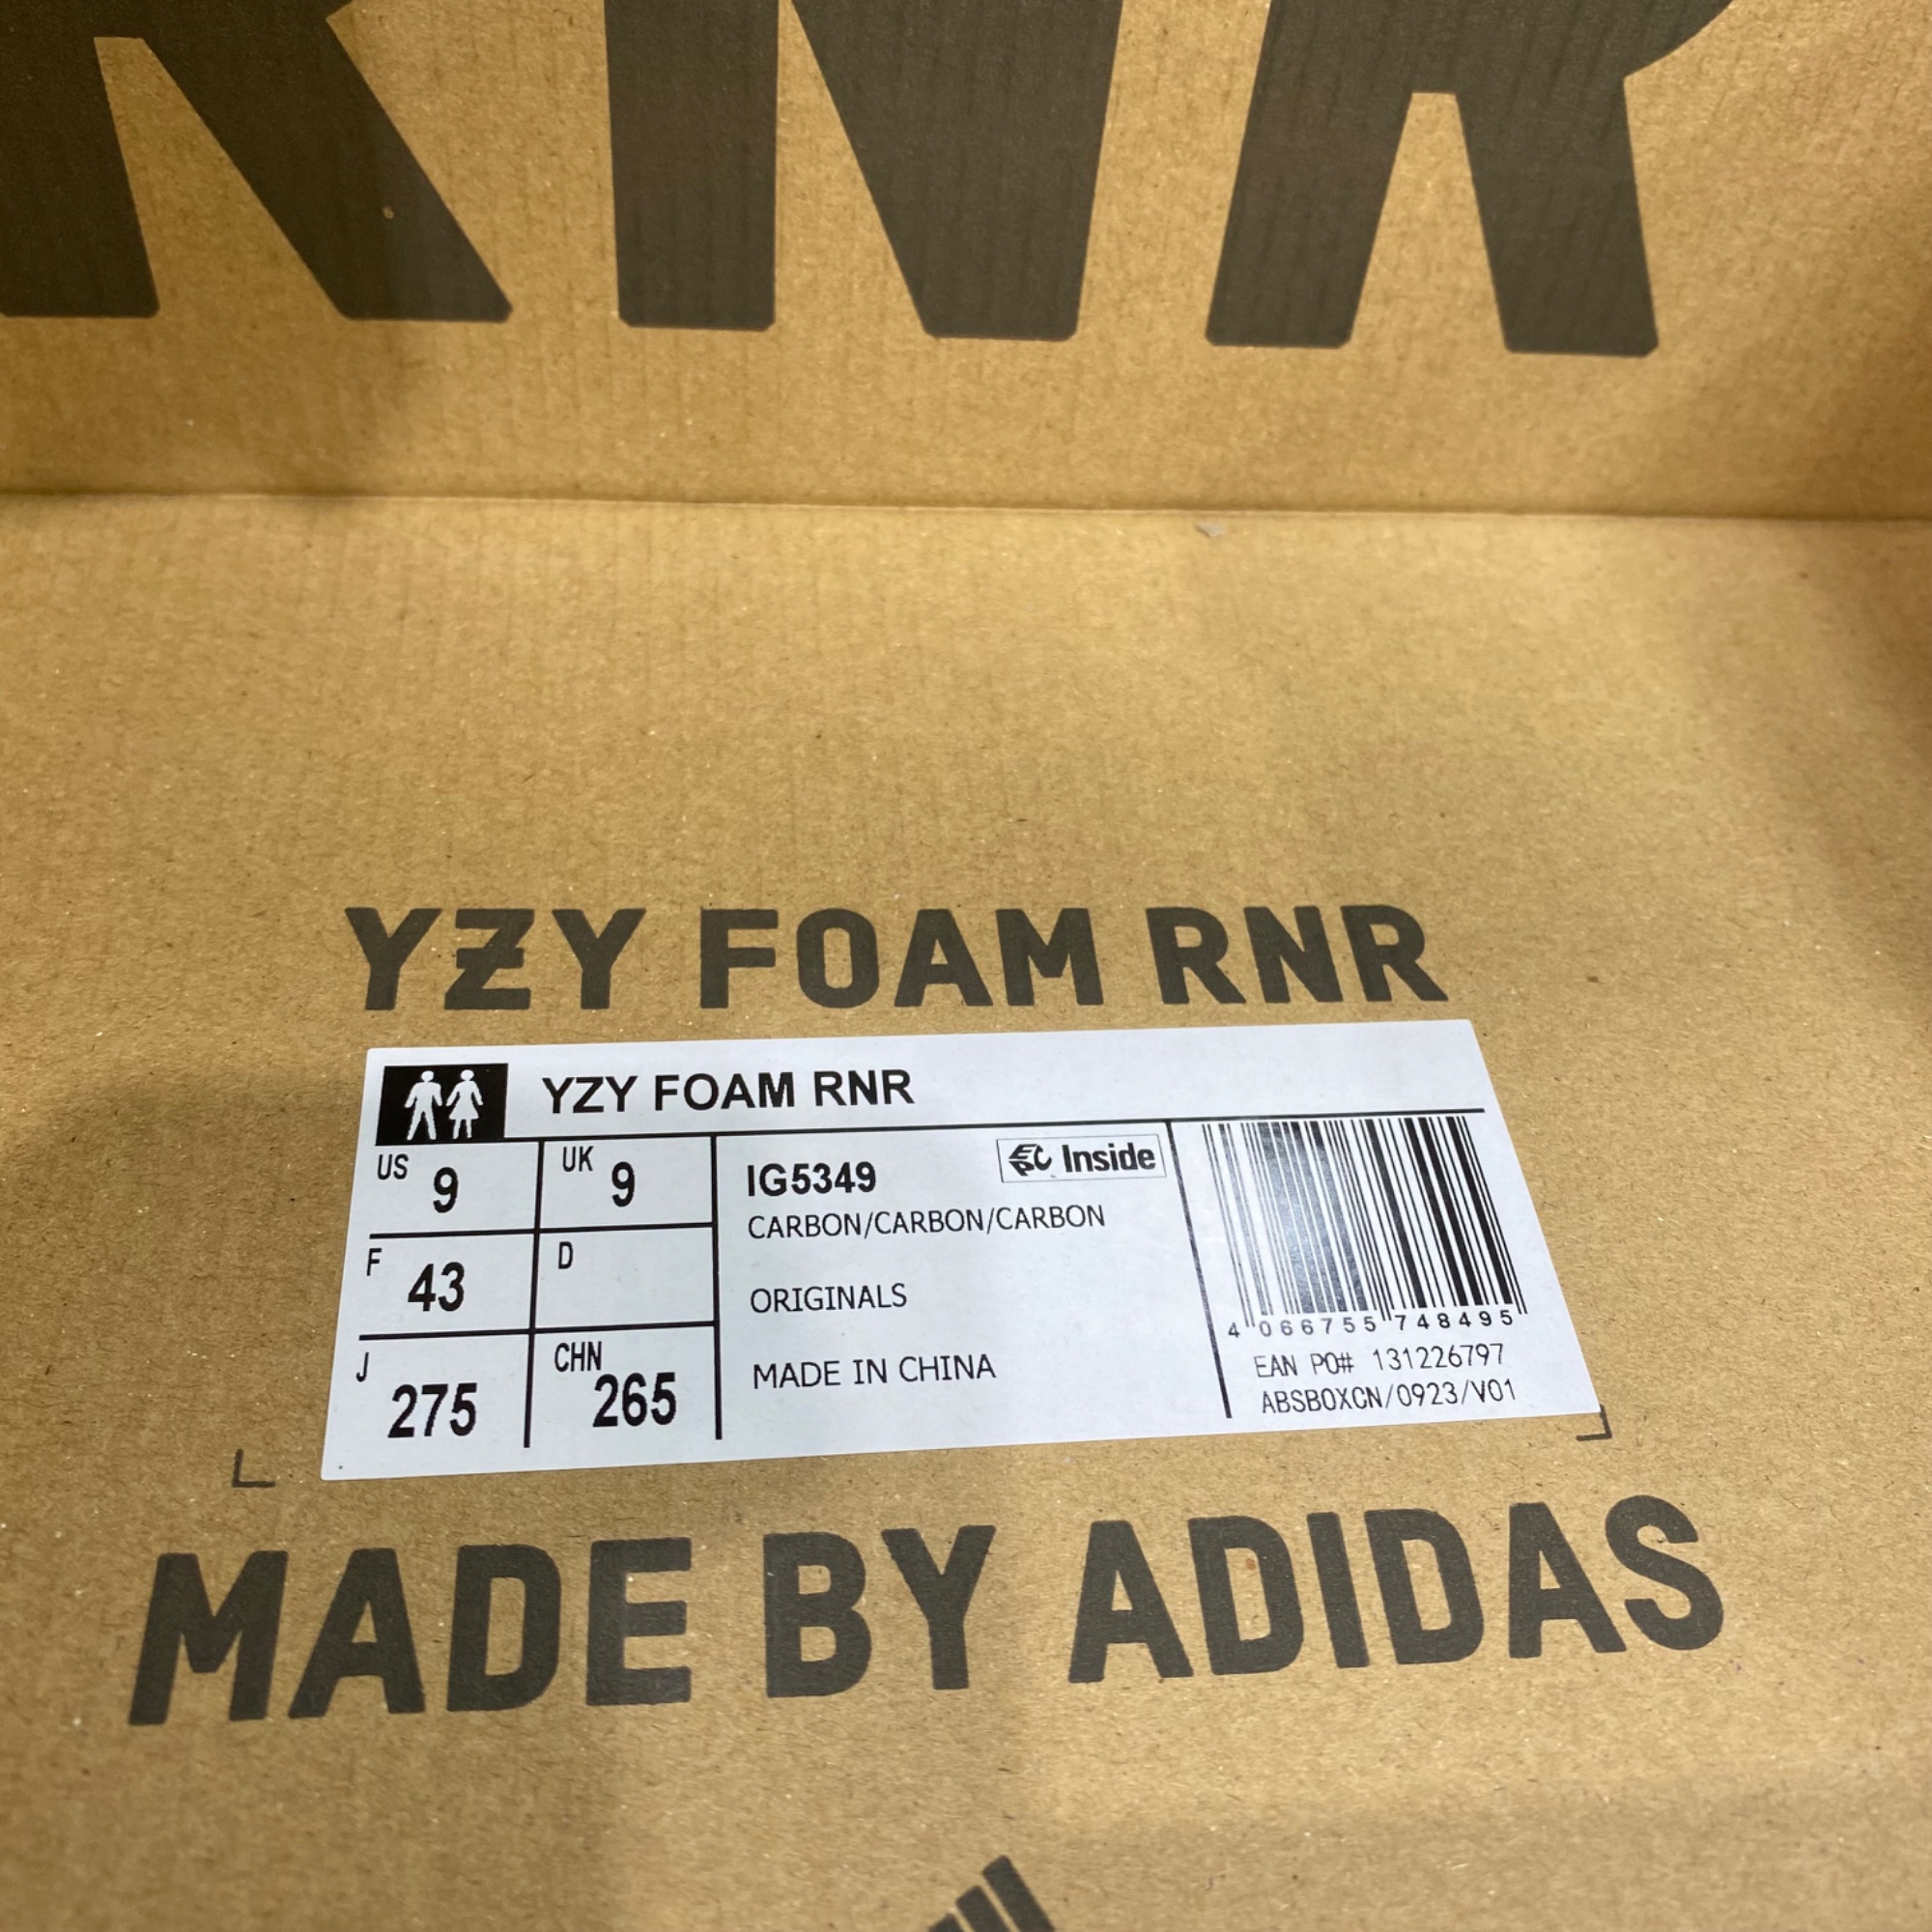 RNR
YZY FOAM RNR
YZY FOAM RNR
US 9 UK 9
F 43 D
J 275 CHN 265
IG5349 EPC Inside
CARBON/CARBON/CARBON
ORIGINALS
MADE IN CHINA
4 066755 748495
EAN PO# 131226797
ABSBOXCN/0923/V01
MADE BY ADIDAS